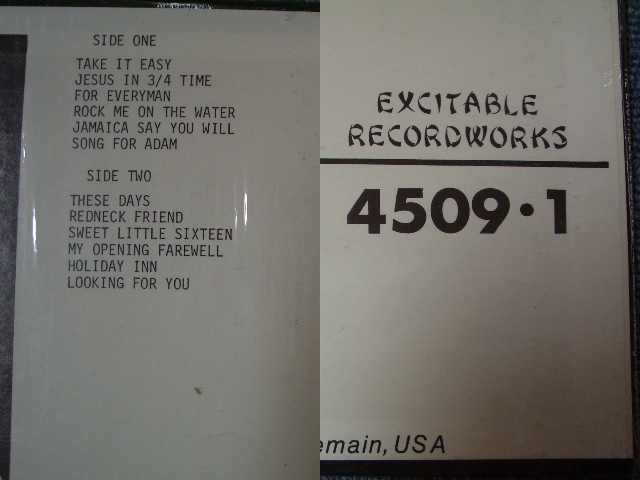 SIDE ONE
TAKE IT EASY
JESUS IN 3/4 TIME
FOR EVERYMAN
ROCK ME ON THE WATER
JAMAICA SAY YOU WILL
SONG FOR ADAM
SIDE TWO
THESE DAYS
REDNECK FRIEND
SWEET LITTLE SIXTEEN
MY OPENING FAREWELL
HOLIDAY INN
LOOKING FOR YOU
EXCITABLE
RECORDWORKS
4509·1
emain, USA